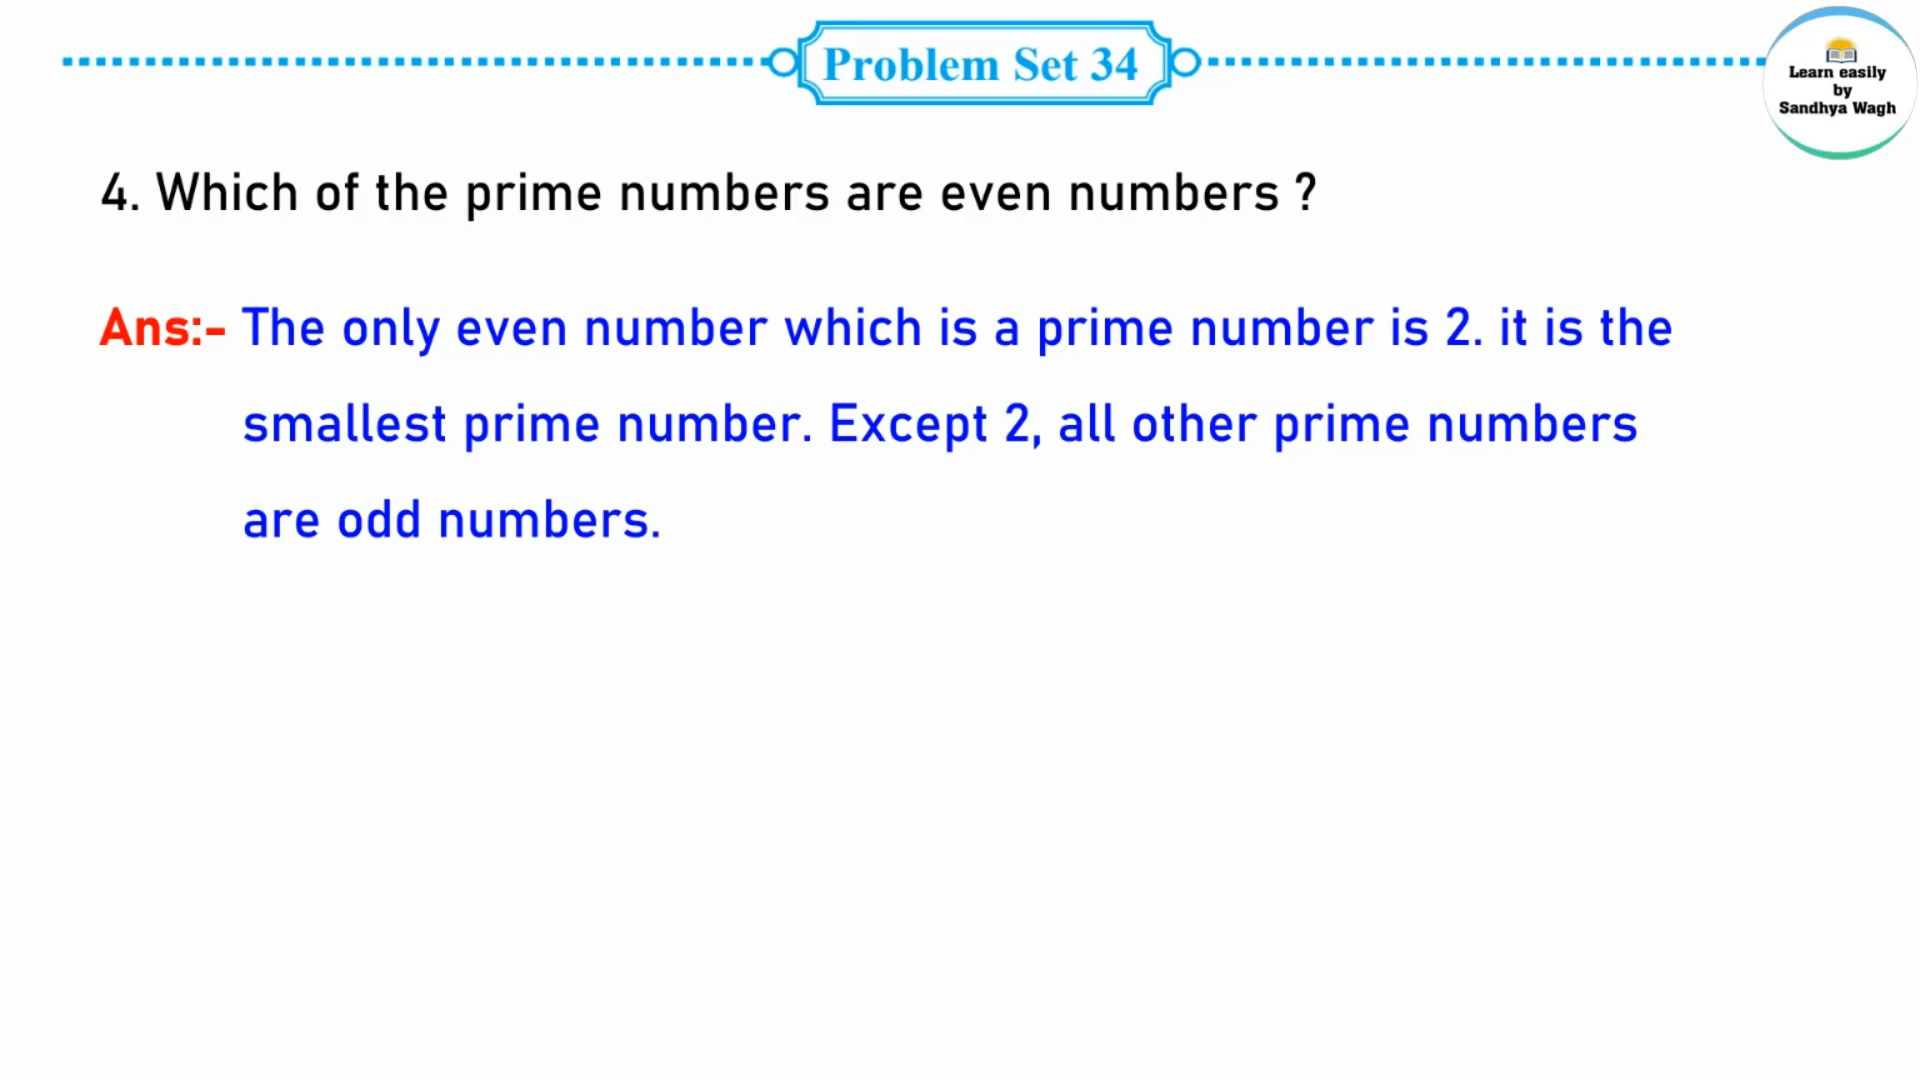 Problem Set 34
Learn easily
by
Sandhya Wagh
4. Which of the prime numbers are even numbers ?
Ans:- The only even number which is a prime number is 2. it is the
smallest prime number. Except 2, all other prime numbers
are odd numbers.